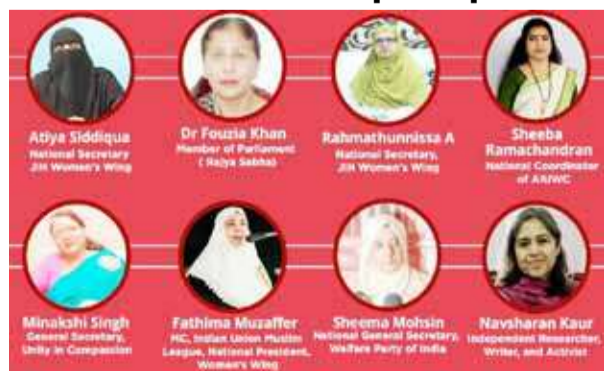 Atiya Siddiqua
National Secretary
JIH Women's Wing
Dr Fouzia Khan
Member of Parliament
( Rajya Sabha)
Rahmathunnissa A
National Secretary,
JIH Women's Wing
Sheeba
Ramachandran
National Coordinator
of ARIWC
Minakshi Singh
General Secretary,
Unity in Compassion
Fathima Muzaffer
MC, Indian Union Muslim
League, National President,
Women's Wing
Sheema Mohsin
National General Secretary,
Welfare Party of India
Navsharan Kaur
Independent Researcher,
Writer, and Activist